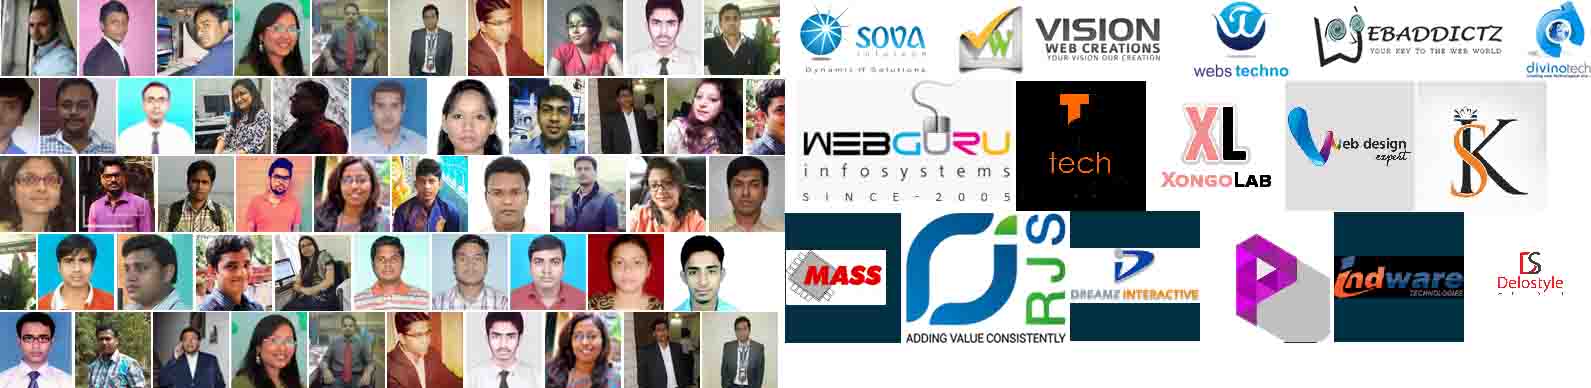 SOVA
infotech
Dynamic IT Solutions
VISION
WEB CREATIONS
YOUR VISION OUR CREATION
webs techno
EBADDICTZ
YOUR KEY TO THE WEB WORLD
divinotech
WEBGURU
infosystems
SINCE-2005
T
tech
XL
XONGOLAB
Web design
expert
SK
MASS
RJS
ADDING VALUE CONSISTENTLY
DREAMZ INTERACTIVE
Indware
TECHNOLOGIES
DS
Delostyle